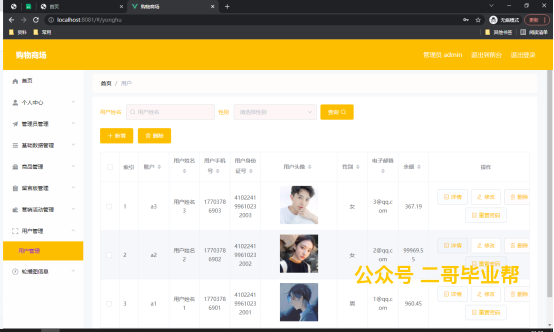 首页
购物商场
localhost:8081/#/yonghu
无痕模式
更新
资料
常用
其他书签
阅读清单
购物商场
管理员 admin
退出到前台
退出登录
首页
个人中心
管理员管理
基础数据管理
商品管理
留言板管理
营销活动管理
用户管理
用户管理
轮播图信息
首页 / 用户
用户姓名
用户姓名
性别
请选择性别
查询
+ 新增
删除
索引
账户
用户姓名
用户手机号
用户身份证号
用户头像
性别
电子邮箱
余额
操作
1
a3
用户姓名3
17703786903
410224199610232003
女
3@qq.com
367.19
详情
修改
删除
重置密码
2
a2
用户姓名2
17703786902
410224199610232002
女
2@qq.com
99969.55
详情
修改
删除
3
a1
用户姓名1
17703786901
410224199610232001
男
1@qq.com
960.45
详情
修改
删除
重置密码
公众号 二哥毕业帮